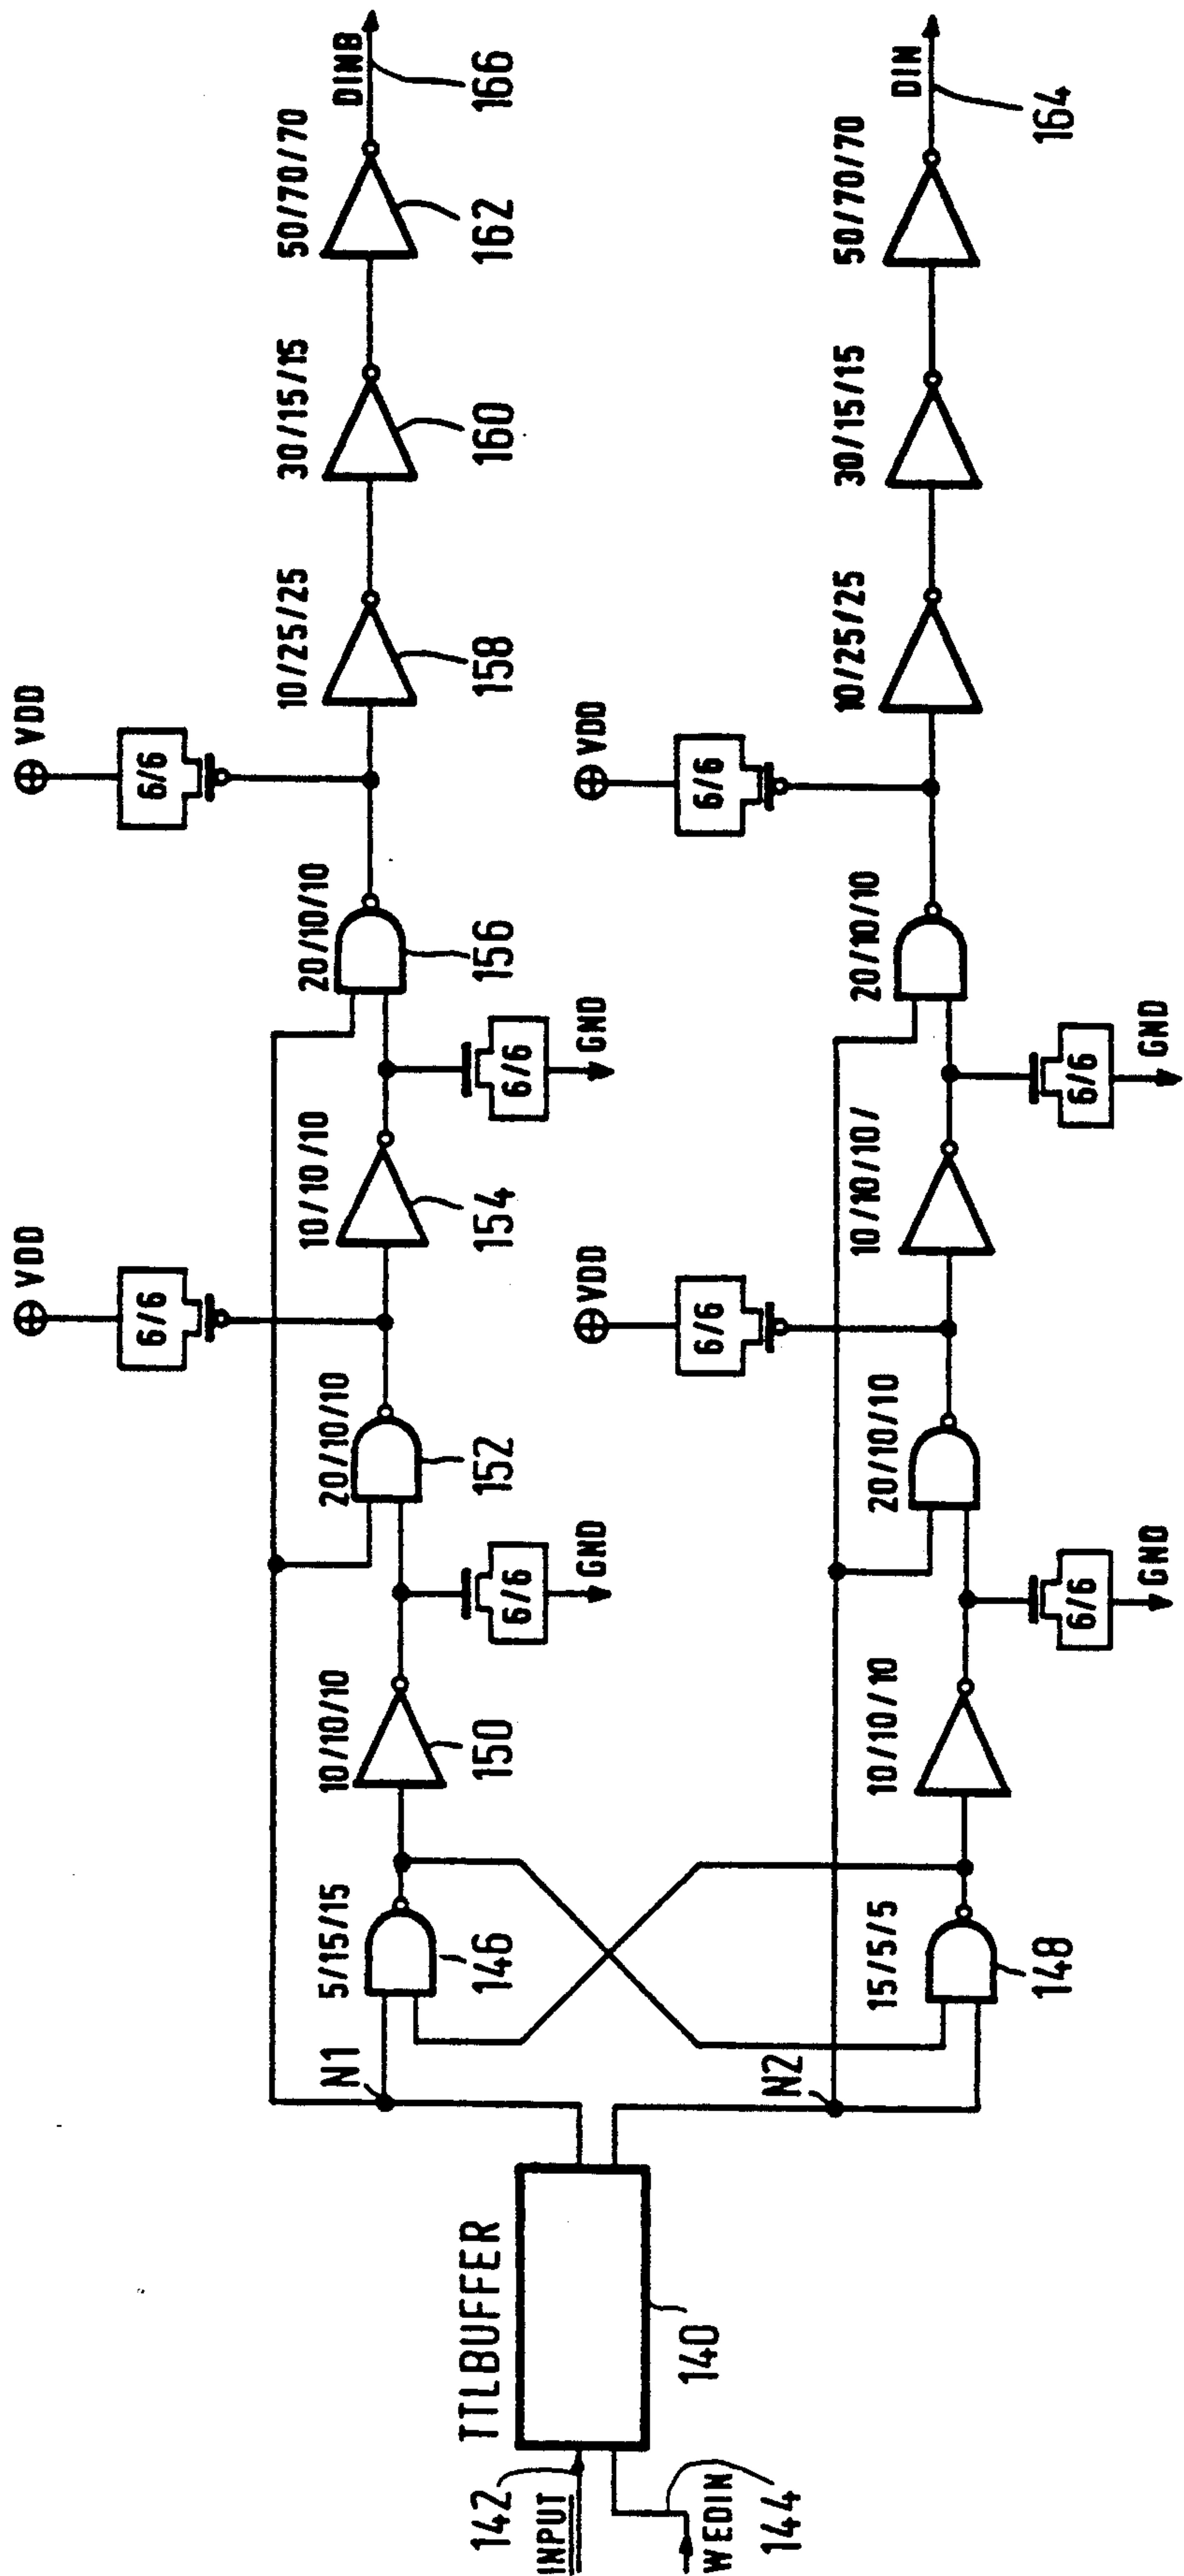 TTLBUFFER
142
INPUT
WEDIN
144
140
N1
N2
5/15/15
146
15/5/5
148
10/10/10
150
10/10/10
6/6
GND
6/6
GND
20/10/10
152
20/10/10
VDD
6/6
VDD
6/6
10/10/10
154
10/10/10/
6/6
GND
6/6
GND
20/10/10
156
20/10/10
VDD
6/6
VDD
6/6
10/25/25
158
10/25/25
30/15/15
160
30/15/15
50/70/70
162
50/70/70
DINB
166
DIN
164